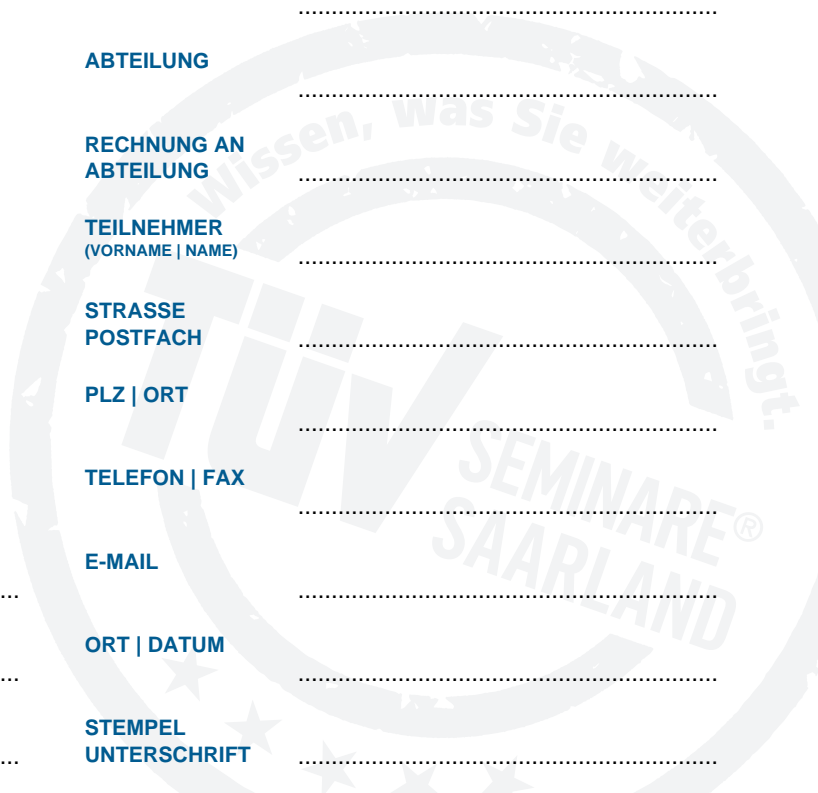 ............................................................
ABTEILUNG
............................................................
RECHNUNG AN
ABTEILUNG ............................................................
TEILNEHMER
(VORNAME | NAME) ............................................................
STRASSE
POSTFACH ............................................................
PLZ | ORT
............................................................
TELEFON | FAX
............................................................
E-MAIL
... ............................................................
ORT | DATUM
... ............................................................
STEMPEL
... UNTERSCHRIFT ............................................................
Wissen, was Sie weiterbringt.
TÜV
SEMINARE®
SAARLAND